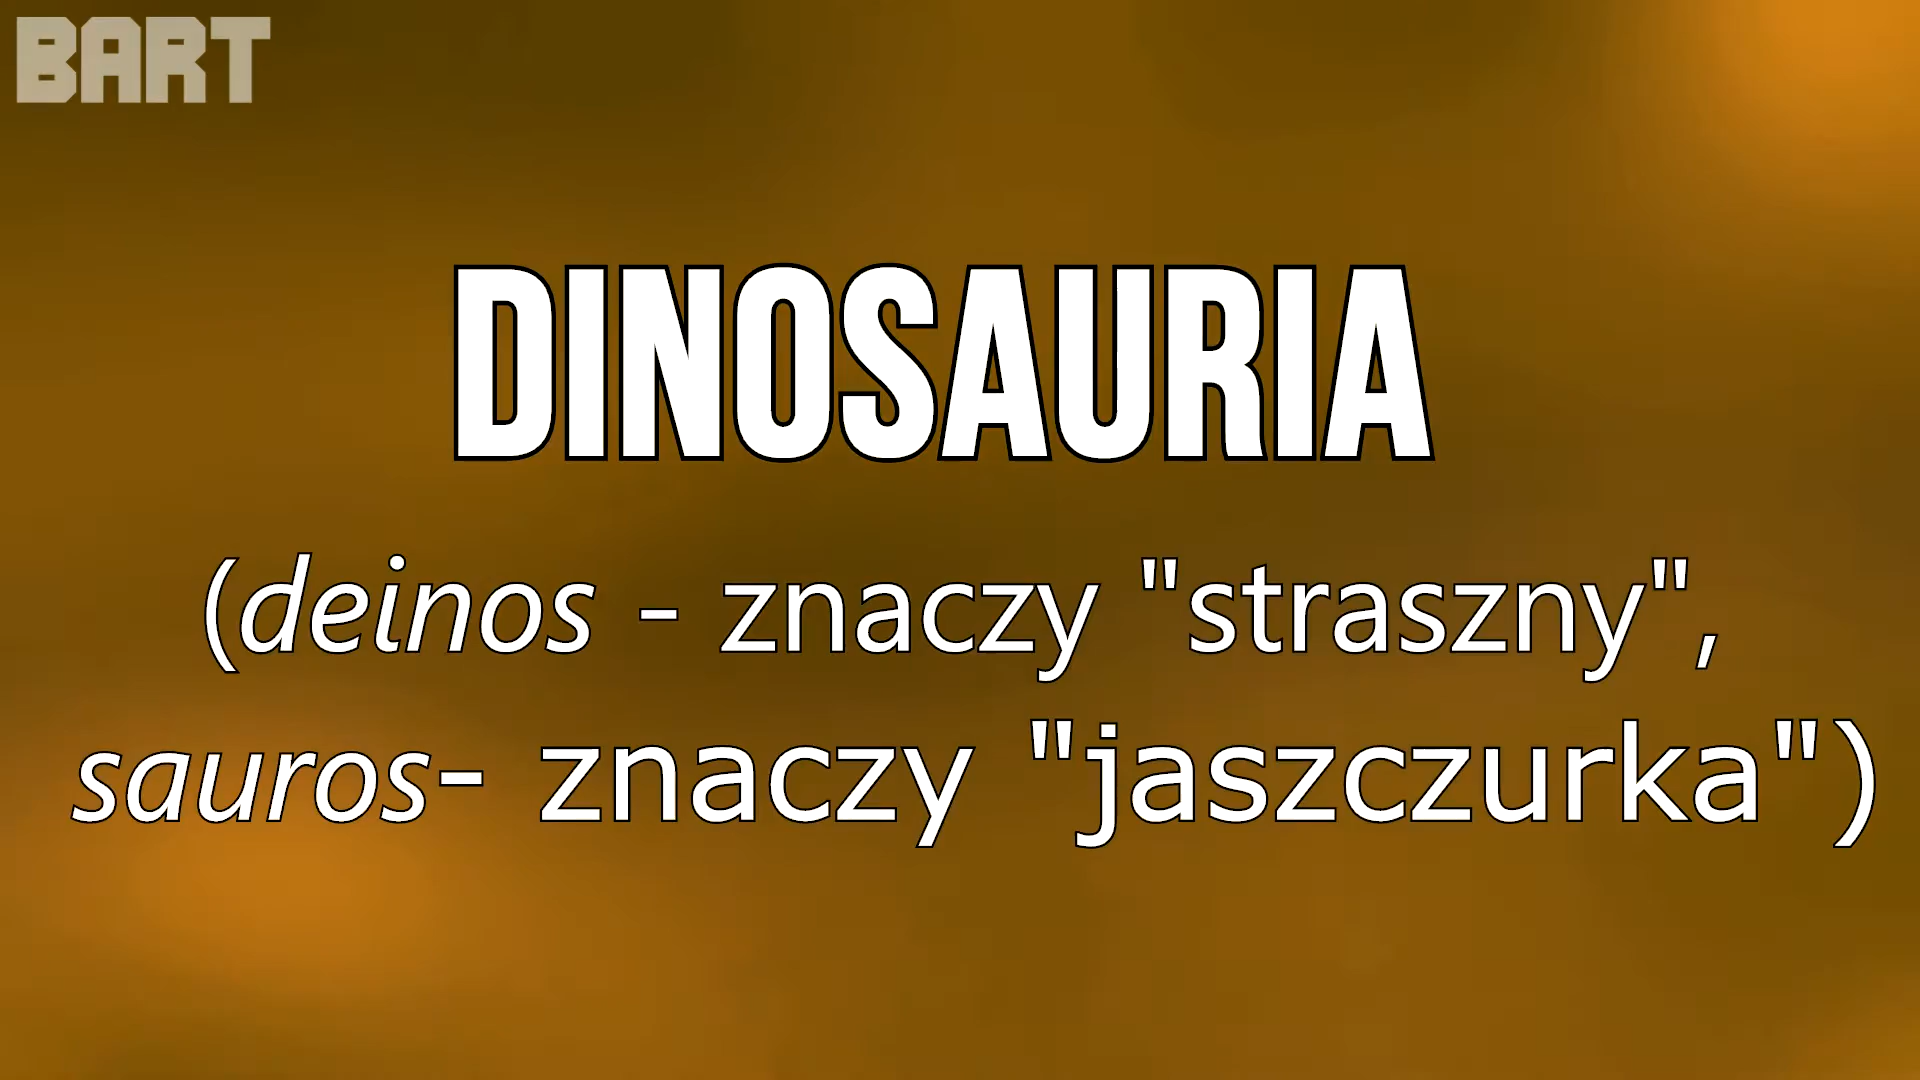 BART
DINOSAURIA
(deinos - znaczy "straszny",
sauros- znaczy "jaszczurka")